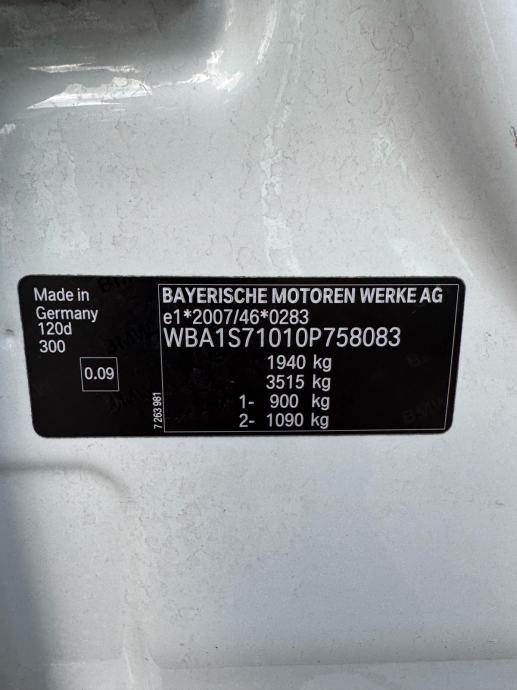 Made in
Germany
120d
300
0.09
7 263 981
BAYERISCHE MOTOREN WERKE AG
e1*2007/46*0283
WBA1S71010P758083
1940 kg
3515 kg
1- 900 kg
2- 1090 kg